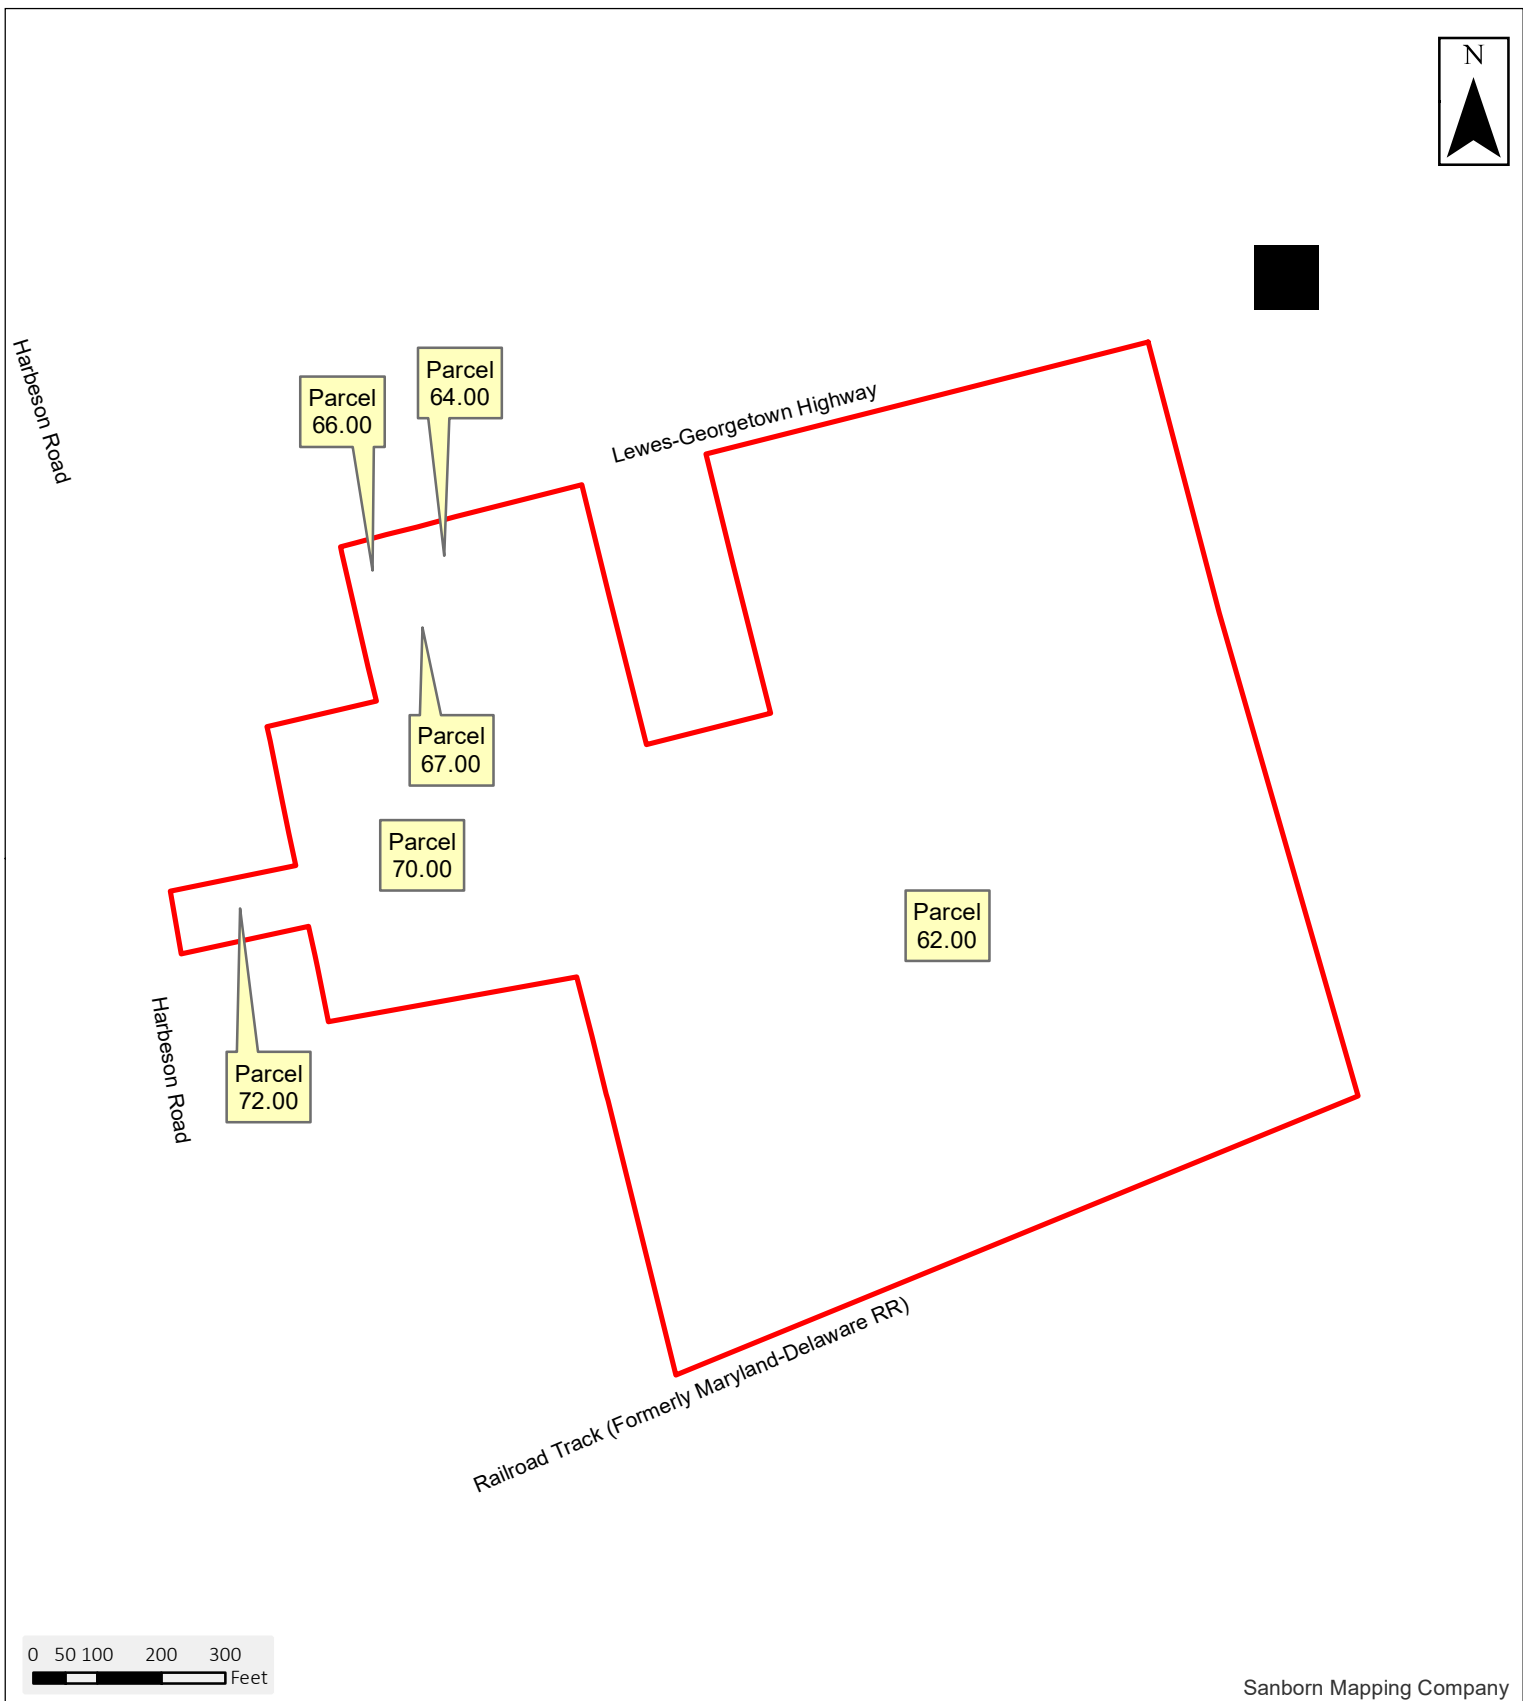 N
Harbeson Road
Parcel
64.00
Parcel
66.00
Lewes-Georgetown Highway
Parcel
67.00
Parcel
70.00
Parcel
62.00
Harbeson Road
Parcel
72.00
Railroad Track (Formerly Maryland-Delaware RR)
0 50 100 200 300
Feet
Sanborn Mapping Company